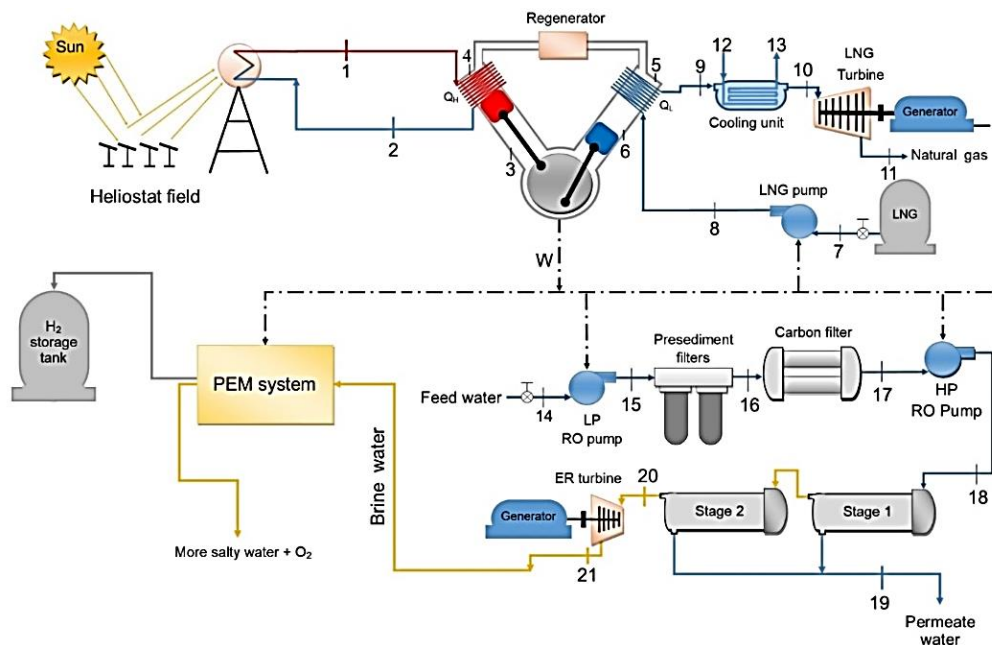 Sun
Heliostat field
1
2
Regenerator
4
5
Q_H
Q_L
3
6
9
12
13
Cooling unit
10
LNG
Turbine
Generator
11
Natural gas
LNG pump
8
7
LNG
W
H₂
storage
tank
PEM system
More salty water + O₂
Brine water
Feed water
14
LP
RO pump
15
Presediment
filters
16
Carbon filter
17
HP
RO Pump
18
Stage 1
Stage 2
20
ER turbine
Generator
21
19
Permeate
water